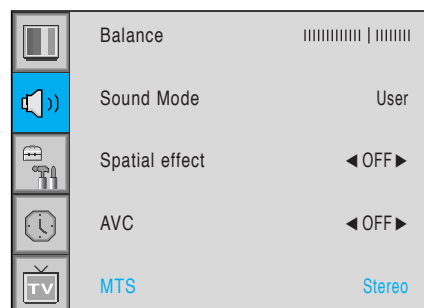 Balance
Sound Mode User
Spatial effect ◀ OFF ▶
AVC ◀ OFF ▶
MTS Stereo
TV